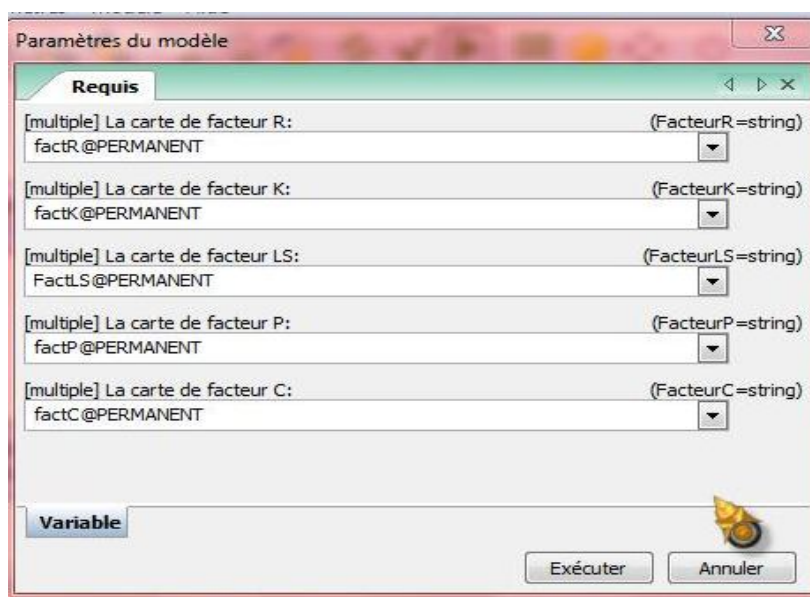 Paramètres du modèle
Requis
[multiple] La carte de facteur R: (FacteurR=string)
factR@PERMANENT
[multiple] La carte de facteur K: (FacteurK=string)
factK@PERMANENT
[multiple] La carte de facteur LS: (FacteurLS=string)
FactLS@PERMANENT
[multiple] La carte de facteur P: (FacteurP=string)
factP@PERMANENT
[multiple] La carte de facteur C: (FacteurC=string)
factC@PERMANENT
Variable
Exécuter Annuler